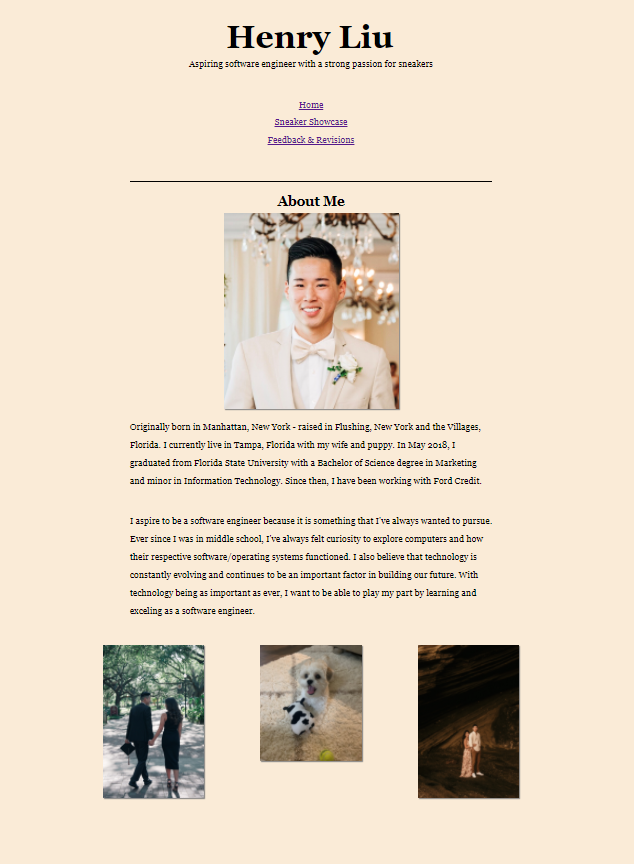 Henry Liu
Aspiring software engineer with a strong passion for sneakers
Home
Sneaker Showcase
Feedback & Revisions
About Me
Originally born in Manhattan, New York - raised in Flushing, New York and the Villages,
Florida. I currently live in Tampa, Florida with my wife and puppy. In May 2018, I
graduated from Florida State University with a Bachelor of Science degree in Marketing
and minor in Information Technology. Since then, I have been working with Ford Credit.
I aspire to be a software engineer because it is something that I've always wanted to pursue.
Ever since I was in middle school, I've always felt curiosity to explore computers and how
their respective software/operating systems functioned. I also believe that technology is
constantly evolving and continues to be an important factor in building our future. With
technology being as important as ever, I want to be able to play my part by learning and
exceling as a software engineer.